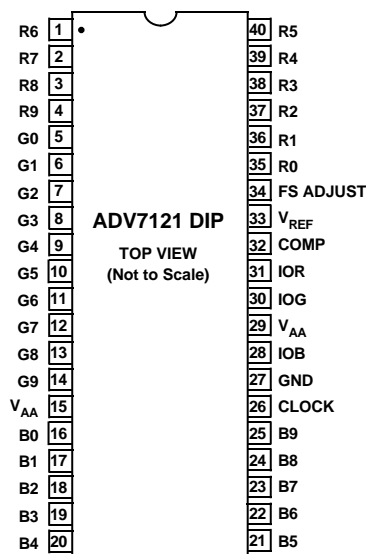 R6 1 40 R5
R7 2 39 R4
R8 3 38 R3
R9 4 37 R2
G0 5 36 R1
G1 6 35 R0
G2 7 34 FS ADJUST
G3 8 ADV7121 DIP 33 VREF
G4 9 TOP VIEW 32 COMP
G5 10 (Not to Scale) 31 IOR
G6 11 30 IOG
G7 12 29 VAA
G8 13 28 IOB
G9 14 27 GND
VAA 15 26 CLOCK
B0 16 25 B9
B1 17 24 B8
B2 18 23 B7
B3 19 22 B6
B4 20 21 B5